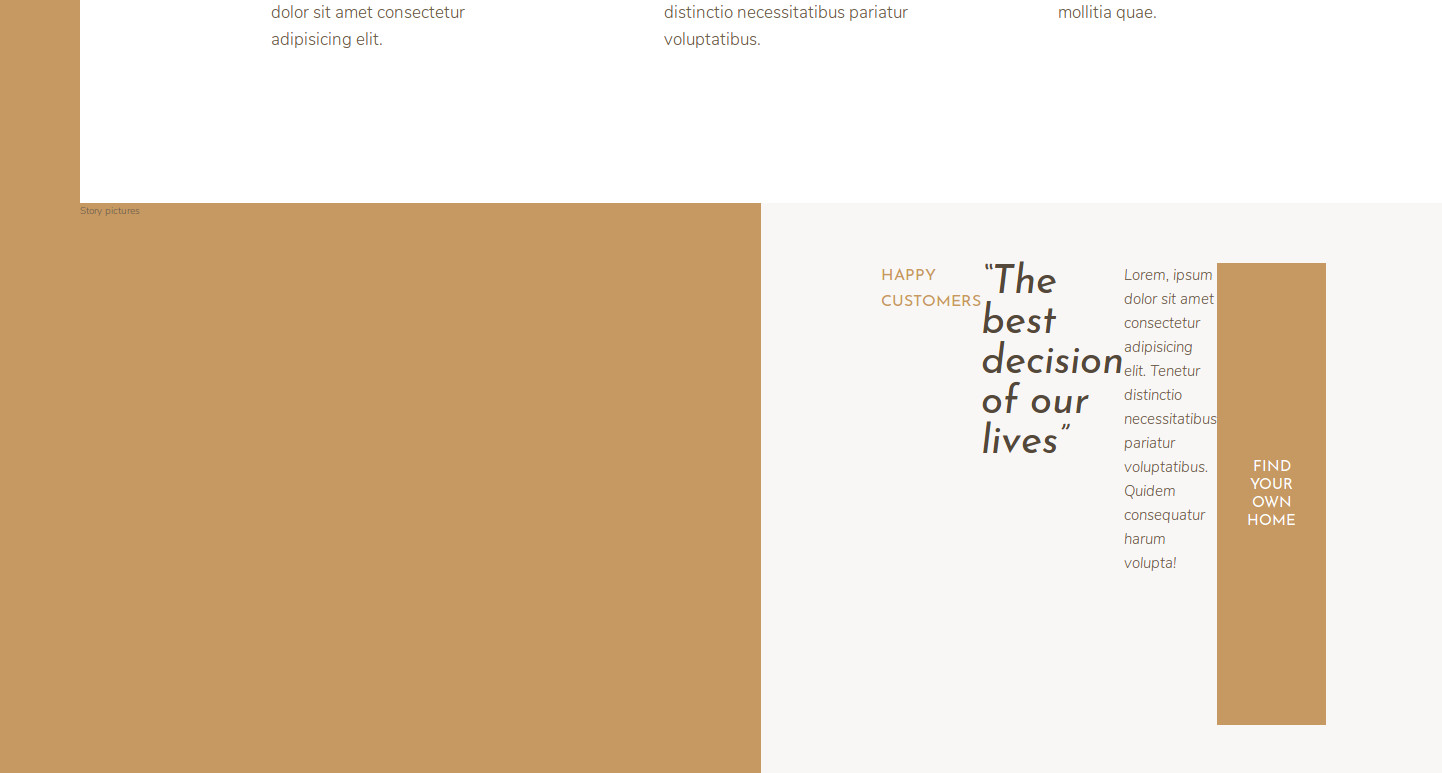 dolor sit amet consectetur
adipisicing elit.
distinctio necessitatibus pariatur
voluptatibus.
mollitia quae.
Story pictures
HAPPY
CUSTOMERS
“The
best
decision
of our
lives”
Lorem, ipsum
dolor sit amet
consectetur
adipisicing
elit. Tenetur
distinctio
necessitatibus
pariatur
voluptatibus.
Quidem
consequatur
harum
volupta!
FIND
YOUR
OWN
HOME